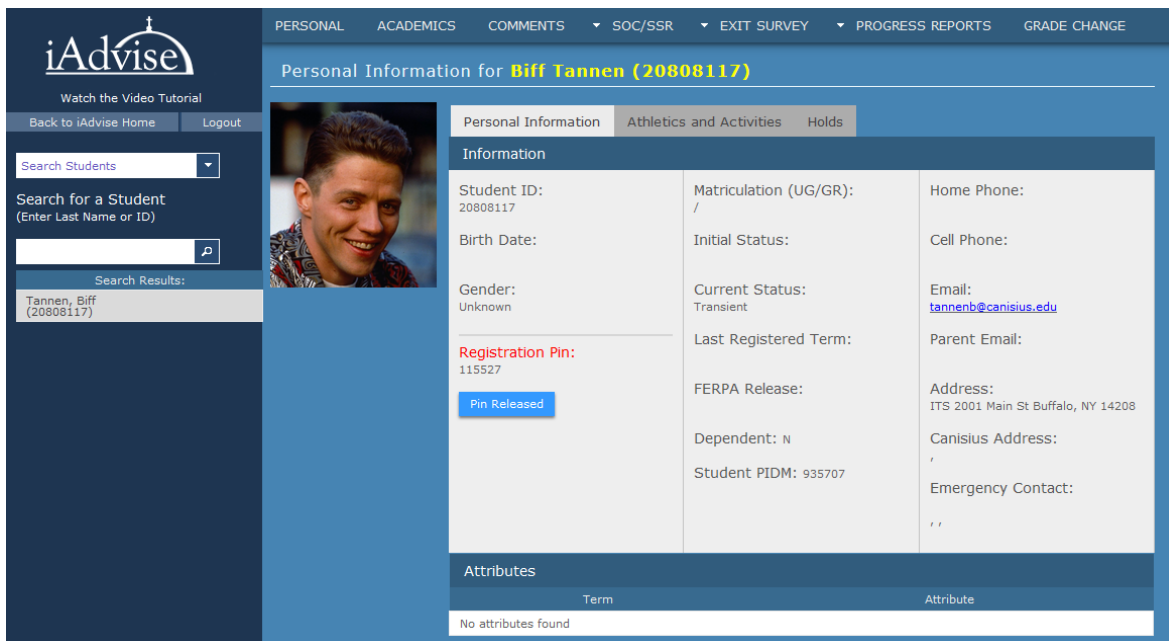 iAdvise
Watch the Video Tutorial
Back to iAdvise Home Logout
Search Students
Search for a Student
(Enter Last Name or ID)
Search Results:
Tannen, Biff
(20808117)
PERSONAL ACADEMICS COMMENTS SOC/SSR EXIT SURVEY PROGRESS REPORTS GRADE CHANGE
Personal Information for Biff Tannen (20808117)
Personal Information Athletics and Activities Holds
Information
Student ID:
20808117
Birth Date:
Gender:
Unknown
Registration Pin:
115527
Pin Released
Matriculation (UG/GR):
/
Initial Status:
Current Status:
Transient
Last Registered Term:
FERPA Release:
Dependent: N
Student PIDM: 935707
Home Phone:
Cell Phone:
Email:
tannenb@canisius.edu
Parent Email:
Address:
ITS 2001 Main St Buffalo, NY 14208
Canisius Address:
,
Emergency Contact:
, ,
Attributes
Term Attribute
No attributes found